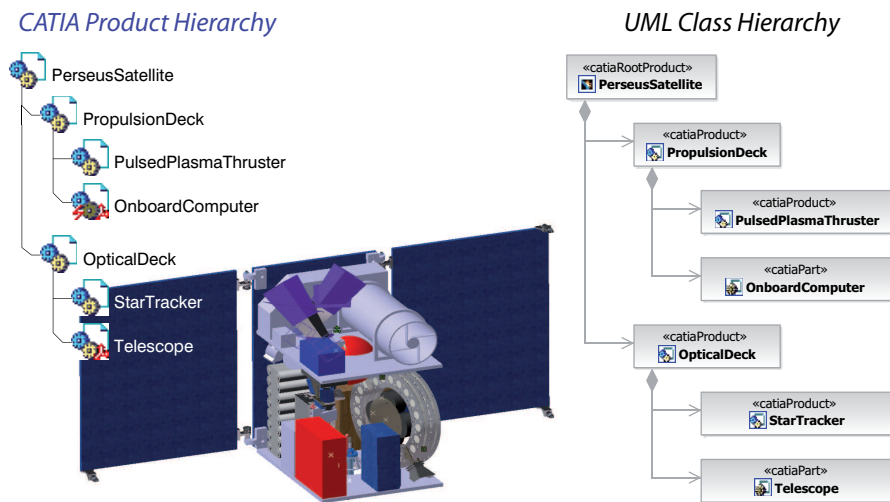 CATIA Product Hierarchy
PerseusSatellite
PropulsionDeck
PulsedPlasmaThruster
OnboardComputer
OpticalDeck
StarTracker
Telescope
UML Class Hierarchy
«catiaRootProduct»
PerseusSatellite
«catiaProduct»
PropulsionDeck
«catiaProduct»
PulsedPlasmaThruster
«catiaPart»
OnboardComputer
«catiaProduct»
OpticalDeck
«catiaProduct»
StarTracker
«catiaPart»
Telescope